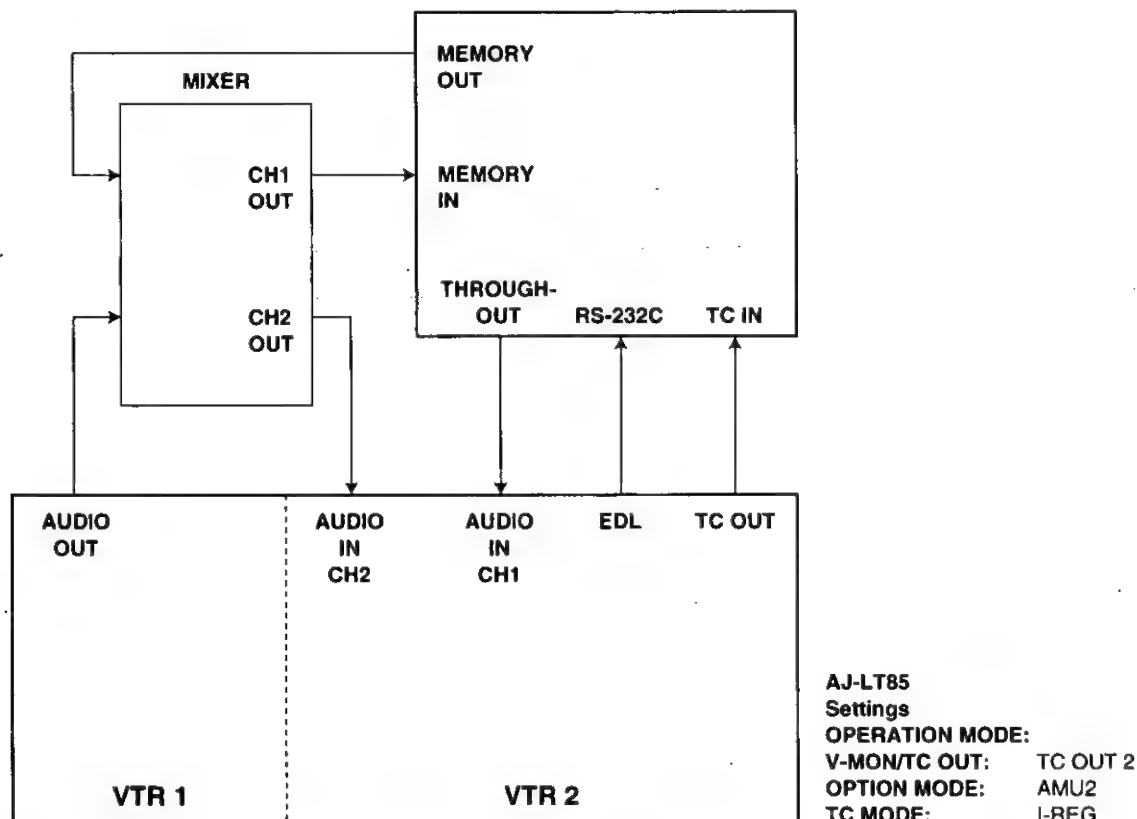 MEMORY
OUT
MIXER
CH1
OUT
MEMORY
IN
CH2
OUT
THROUGH-
OUT
RS-232C
TC IN
AUDIO
OUT
AUDIO
IN
CH2
AUDIO
IN
CH1
EDL
TC OUT
VTR 1
VTR 2
AJ-LT85
Settings
OPERATION MODE:
V-MON/TC OUT: TC OUT 2
OPTION MODE: AMU2
TC MODE: I-REG